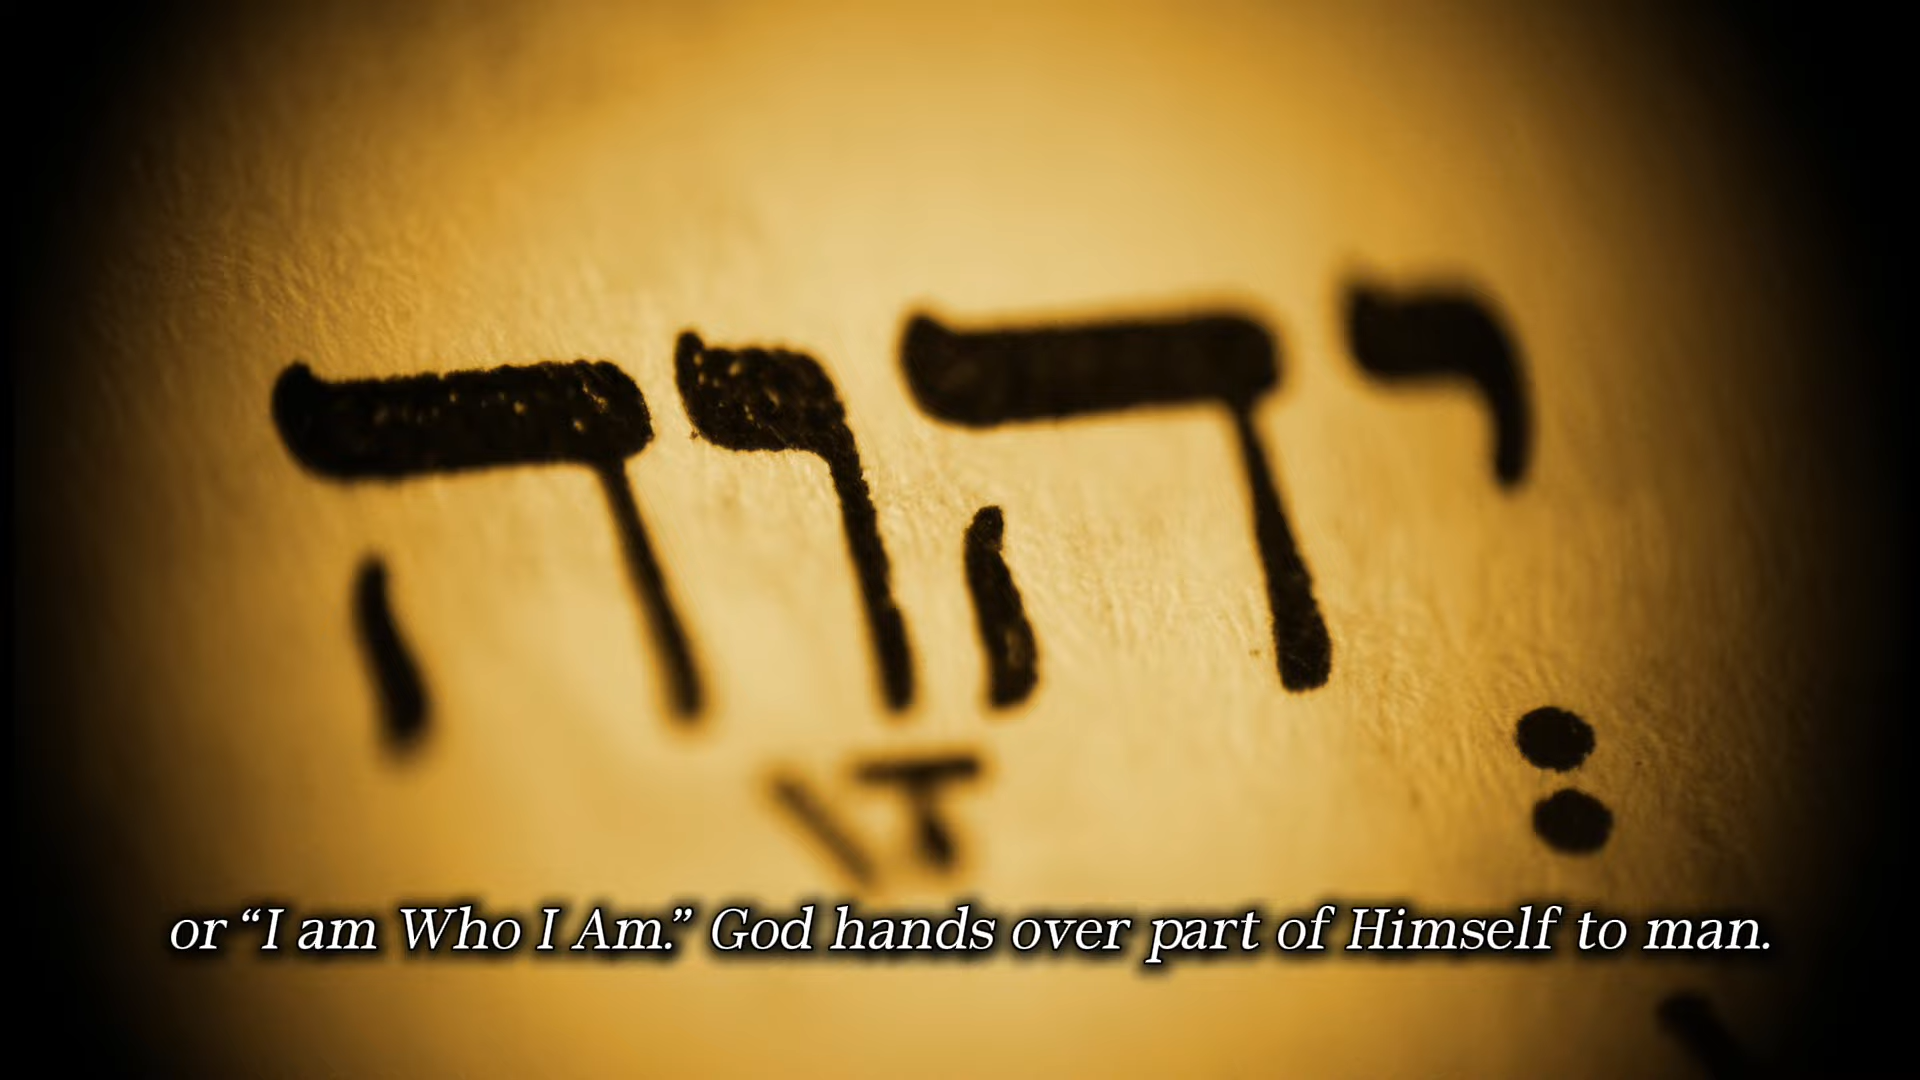 יְהוָה
or “I am Who I Am.” God hands over part of Himself to man.